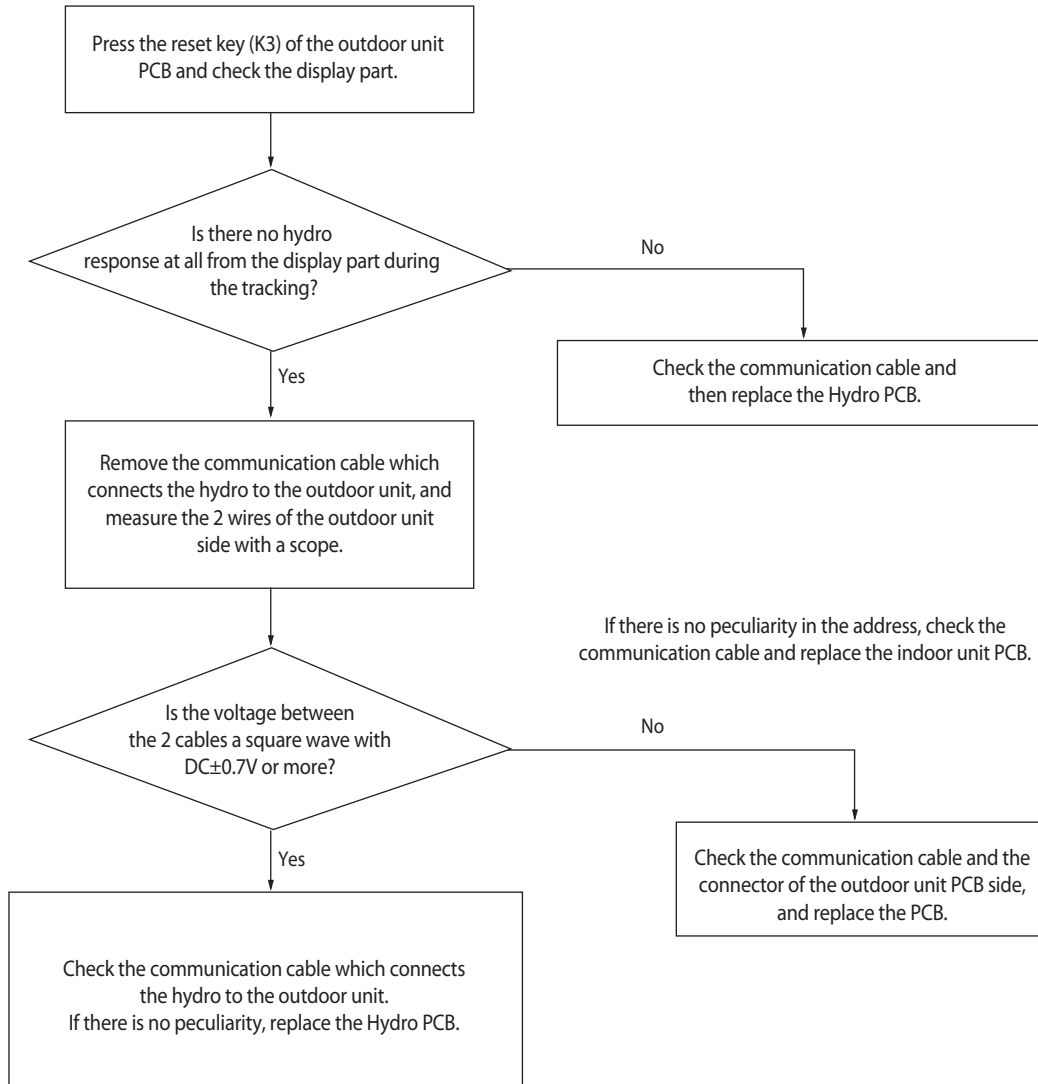 Press the reset key (K3) of the outdoor unit
PCB and check the display part.
Is there no hydro
response at all from the display part during
the tracking?
No
Check the communication cable and
then replace the Hydro PCB.
Yes
Remove the communication cable which
connects the hydro to the outdoor unit, and
measure the 2 wires of the outdoor unit
side with a scope.
If there is no peculiarity in the address, check the
communication cable and replace the indoor unit PCB.
Is the voltage between
the 2 cables a square wave with
DC±0.7V or more?
No
Check the communication cable and the
connector of the outdoor unit PCB side,
and replace the PCB.
Yes
Check the communication cable which connects
the hydro to the outdoor unit.
If there is no peculiarity, replace the Hydro PCB.